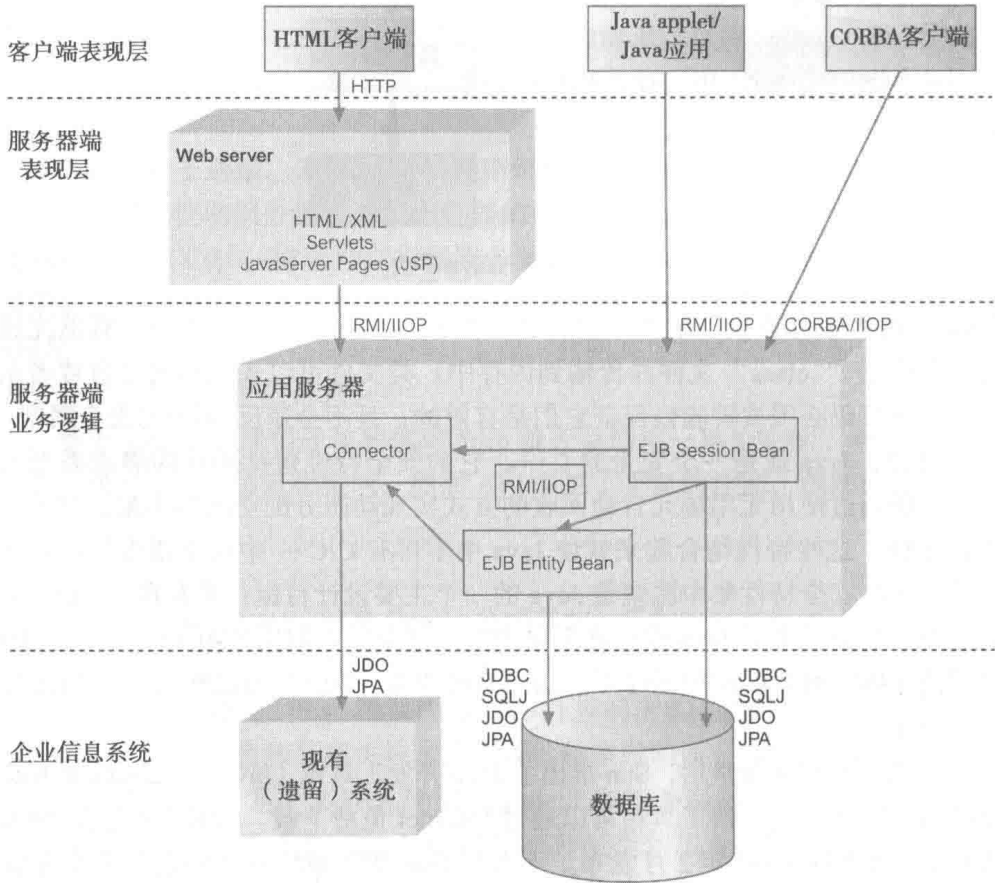 客户端表现层
HTML客户端
Java applet/
Java应用
CORBA客户端
HTTP
服务器端
表现层
Web server
HTML/XML
Servlets
JavaServer Pages (JSP)
RMI/IIOP
RMI/IIOP
CORBA/IIOP
服务器端
业务逻辑
应用服务器
Connector
EJB Session Bean
RMI/IIOP
EJB Entity Bean
JDO
JPA
JDBC
SQLJ
JDO
JPA
JDBC
SQLJ
JDO
JPA
企业信息系统
现有
（遗留）系统
数据库